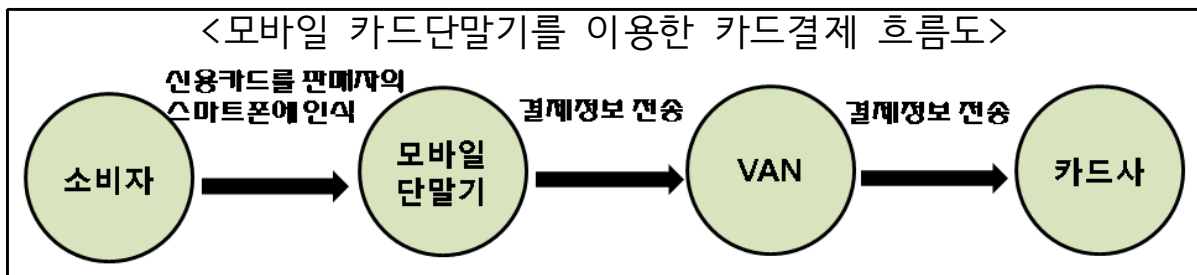 <모바일 카드단말기를 이용한 카드결제 흐름도>
신용카드를 판매자의
스마트폰에 인식
결제정보 전송
결제정보 전송
소비자
모바일
단말기
VAN
카드사